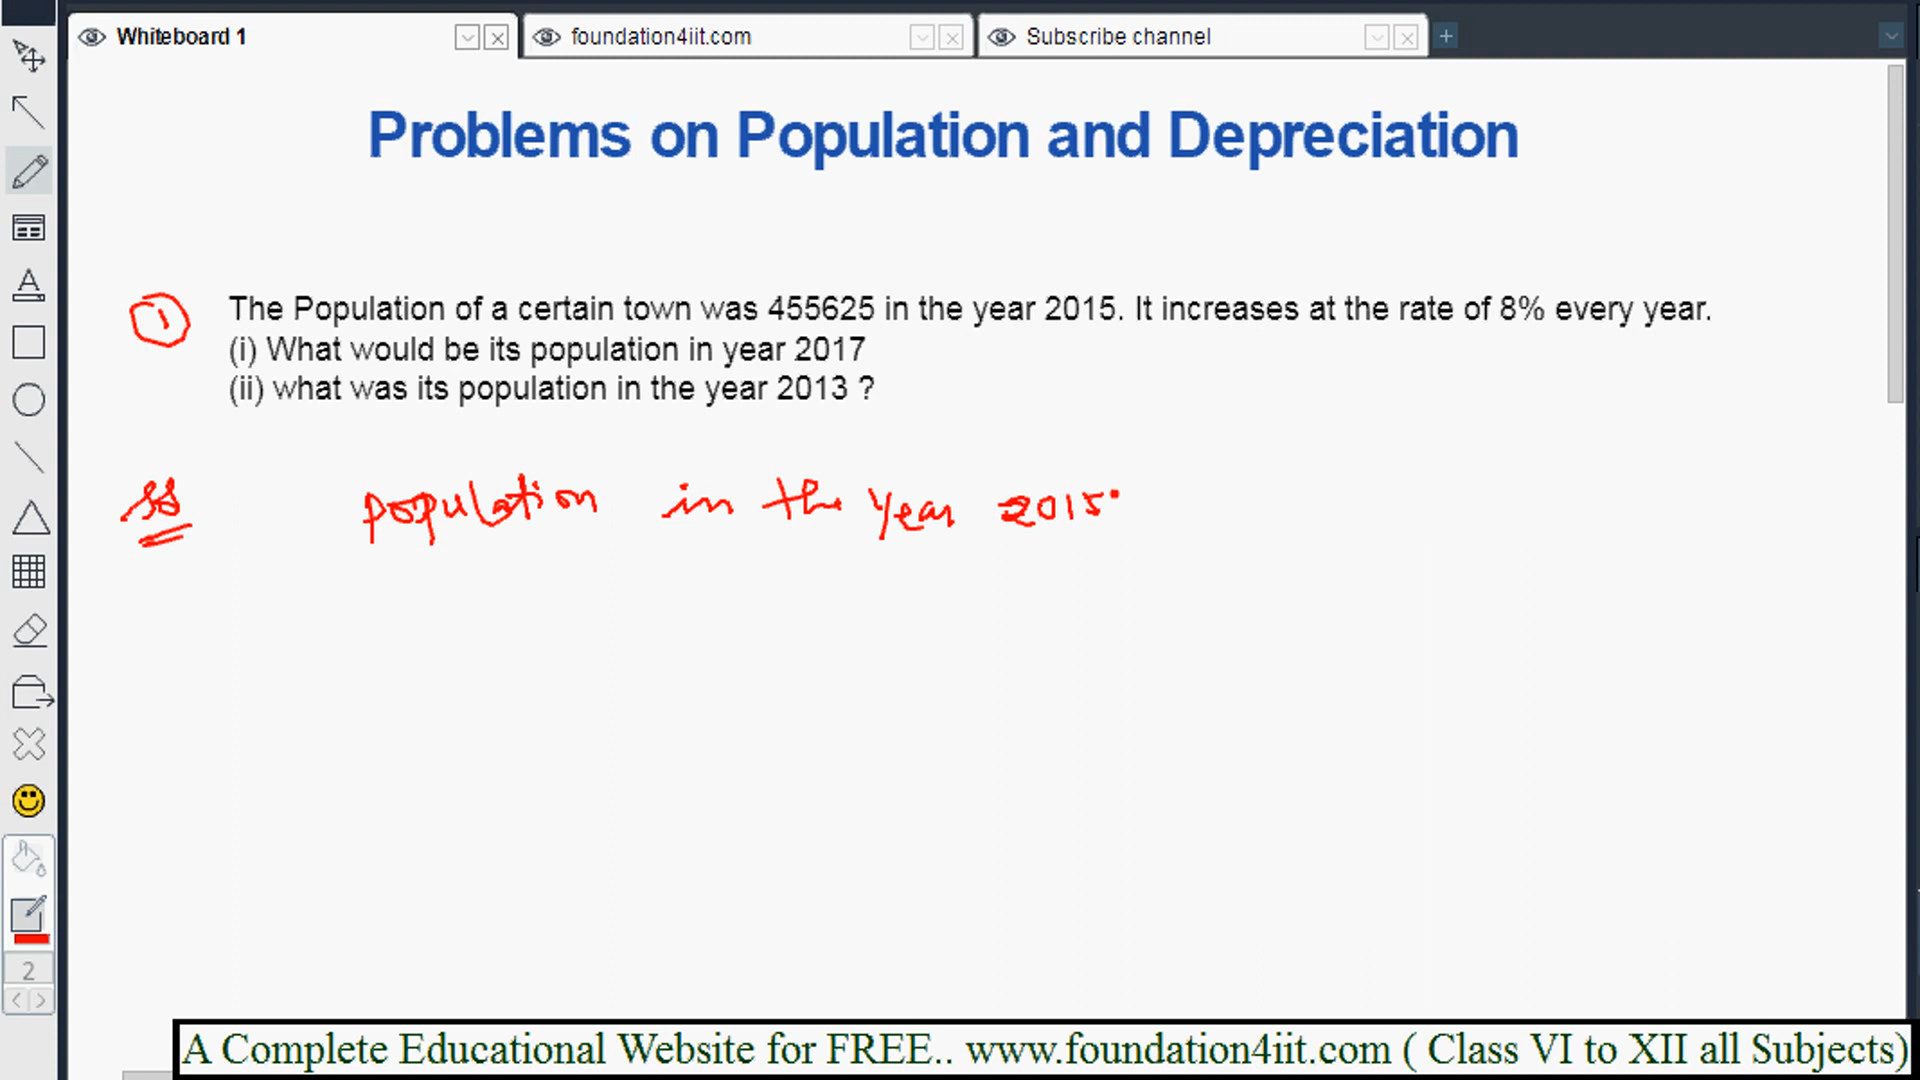 Whiteboard 1
foundation4iit.com
Subscribe channel
Problems on Population and Depreciation
1 The Population of a certain town was 455625 in the year 2015. It increases at the rate of 8% every year.
(i) What would be its population in year 2017
(ii) what was its population in the year 2013 ?
population in the year 2015
2
A Complete Educational Website for FREE.. www.foundation4iit.com ( Class VI to XII all Subjects)